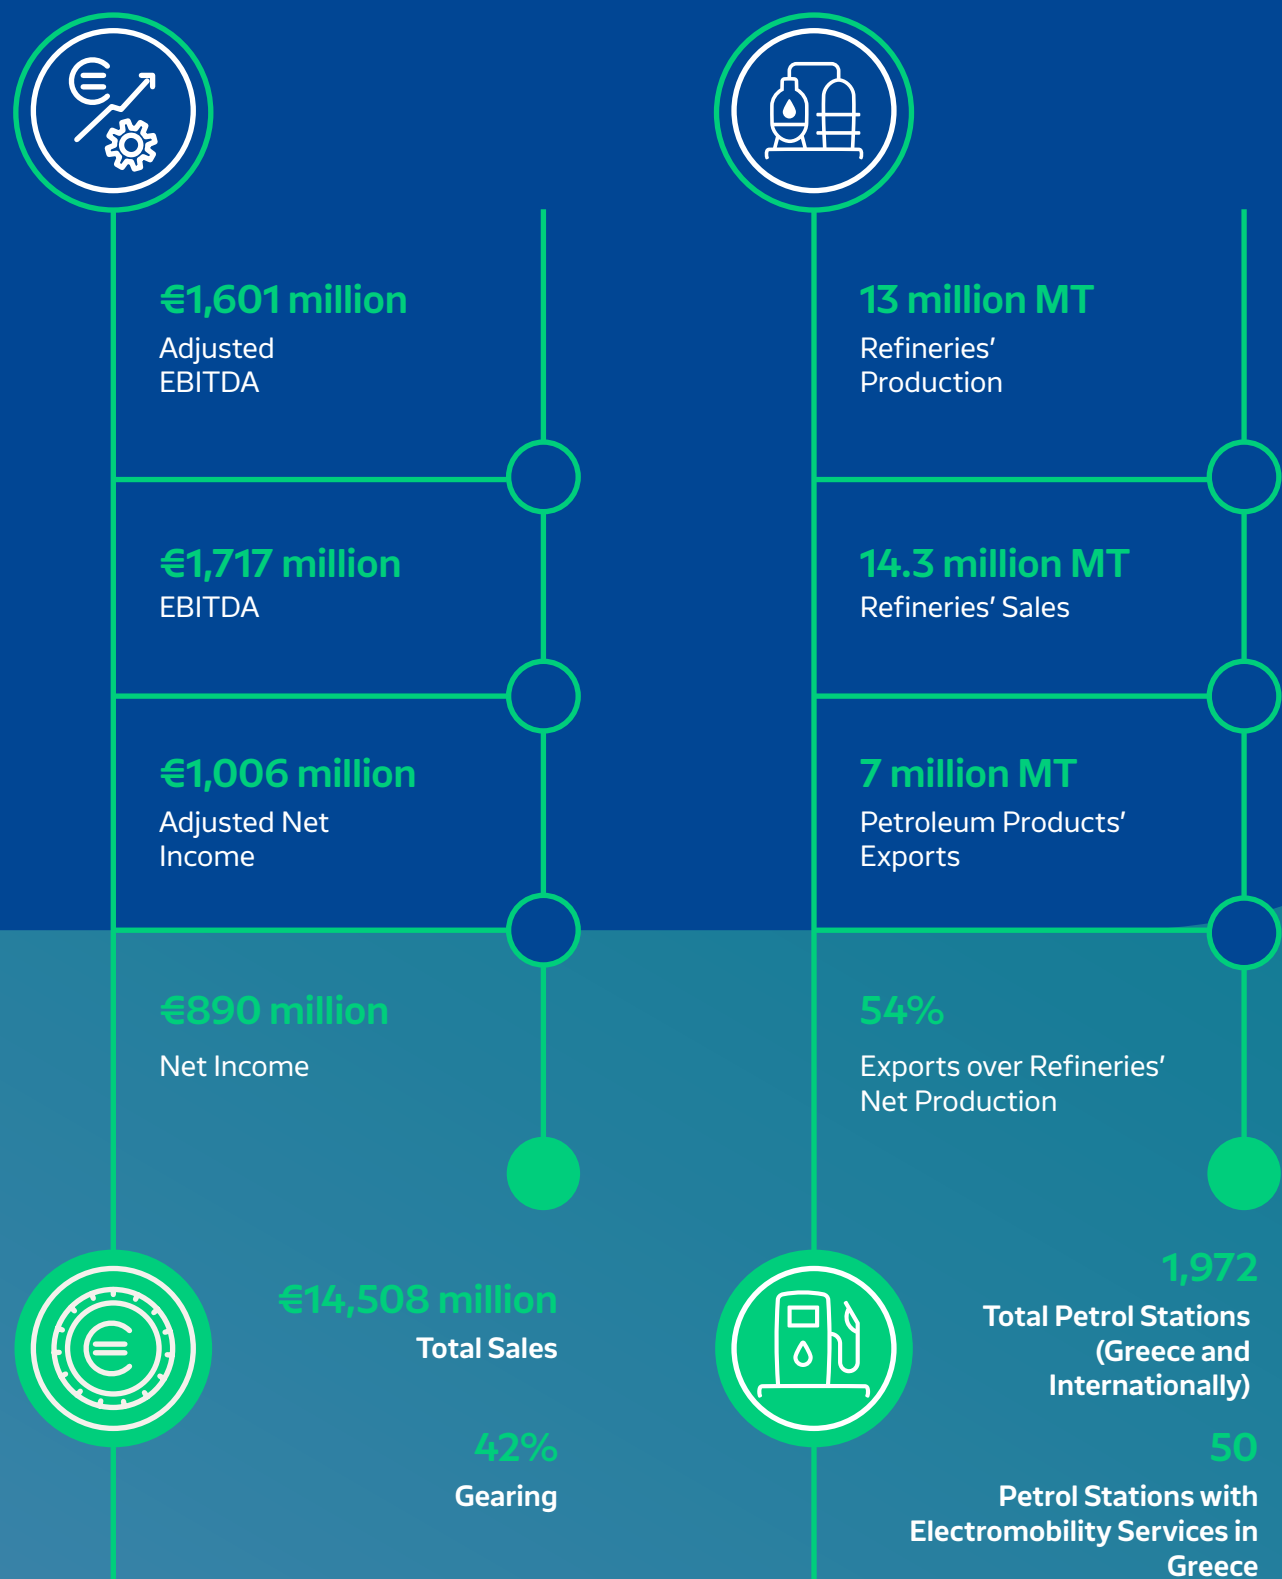 €1,601 million
Adjusted
EBITDA
€1,717 million
EBITDA
€1,006 million
Adjusted Net
Income
€890 million
Net Income
€14,508 million
Total Sales
42%
Gearing
13 million MT
Refineries’
Production
14.3 million MT
Refineries’ Sales
7 million MT
Petroleum Products’
Exports
54%
Exports over Refineries’
Net Production
1,972
Total Petrol Stations
(Greece and
Internationally)
50
Petrol Stations with
Electromobility Services in
Greece